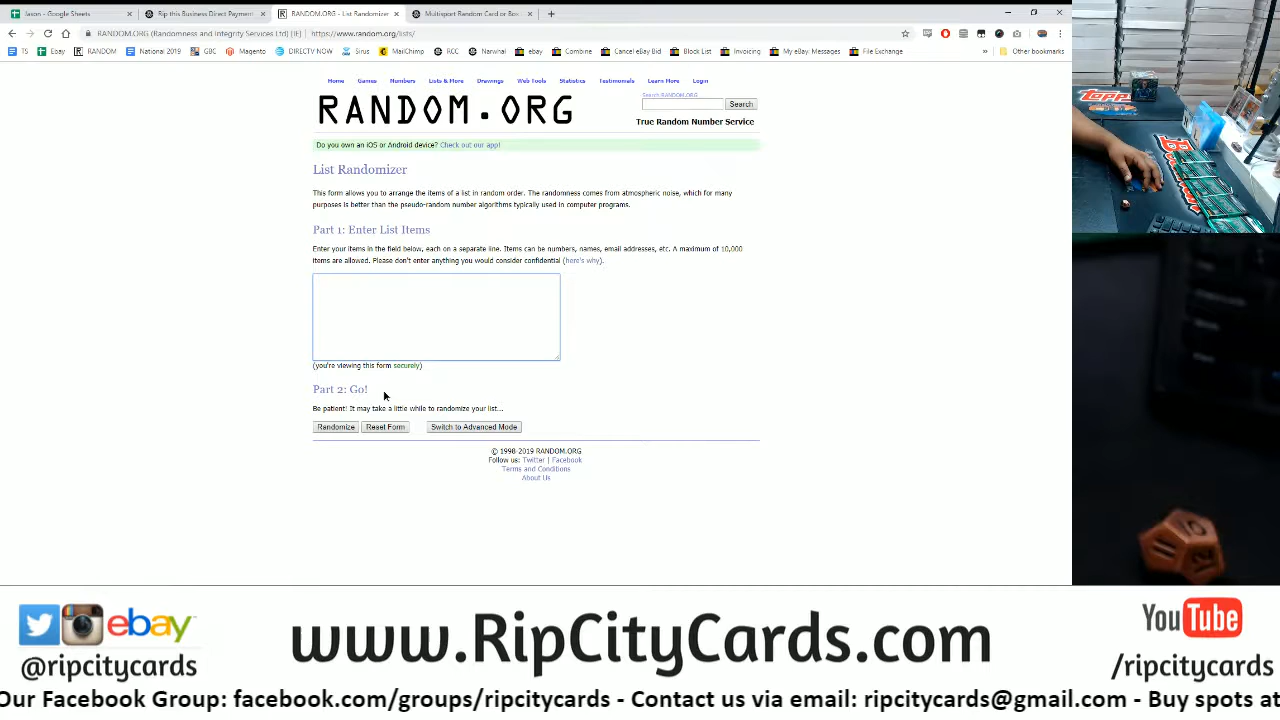 Jason - Google Sheets
Rip this Business Direct Payment
RANDOM.ORG - List Randomizer
Multisport Random Card or Box
RANDOM.ORG (Randomness and Integrity Services Ltd) [IE] | https://www.random.org/lists/
TS Ebay RANDOM National 2019 GBC Magento DIRECTV NOW Sirus MailChimp RCC Narwhal ebay Combine Cancel eBay Bid Block List Invoicing My eBay: Messages File Exchange » Other bookmarks
Home Games Numbers Lists & More Drawings Web Tools Statistics Testimonials Learn More Login
Search RANDOM.ORG
RANDOM.ORG
Search
True Random Number Service
Do you own an iOS or Android device? Check out our app!
List Randomizer
This form allows you to arrange the items of a list in random order. The randomness comes from atmospheric noise, which for many
purposes is better than the pseudo-random number algorithms typically used in computer programs.
Part 1: Enter List Items
Enter your items in the field below, each on a separate line. Items can be numbers, names, email addresses, etc. A maximum of 10,000
items are allowed. Please don't enter anything you would consider confidential (here's why).
(you're viewing this form securely)
Part 2: Go!
Be patient! It may take a little while to randomize your list...
Randomize Reset Form Switch to Advanced Mode
© 1998-2019 RANDOM.ORG
Follow us: Twitter | Facebook
Terms and Conditions
About Us
Topps
10
11
ebay
@ripcitycards
www.RipCityCards.com
YouTube
/ripcitycards
Our Facebook Group: facebook.com/groups/ripcitycards - Contact us via email: ripcitycards@gmail.com - Buy spots at